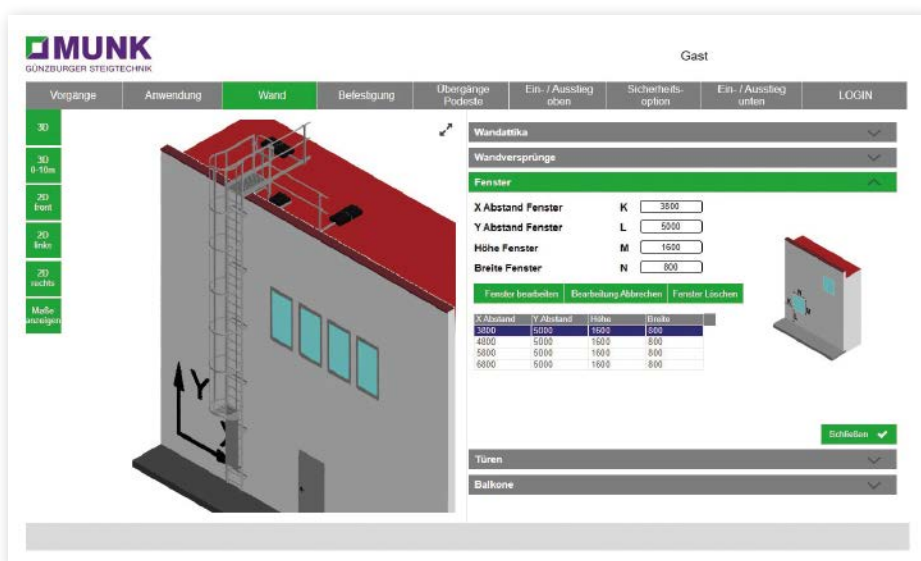 MUNK
GÜNZBURGER STEIGTECHNIK
Gast
Vorgänge
Anwendung
Wand
Befestigung
Übergänge
Podeste
Ein- / Ausstieg
oben
Sicherheits-
option
Ein- / Ausstieg
unten
LOGIN
3D
3D
0-10m
2D
front
2D
links
2D
rechts
Maße
anzeigen
Y
Wandattika
Wandversprünge
Fenster
X Abstand Fenster K 3800
Y Abstand Fenster L 5000
Höhe Fenster M 1600
Breite Fenster N 800
Fenster bearbeiten Bearbeitung Abbrechen Fenster Löschen
X Abstand Y Abstand Höhe Breite
3800 5000 1600 800
4800 5000 1600 800
5800 5000 1600 800
6800 5000 1600 800
Schließen
Türen
Balkone